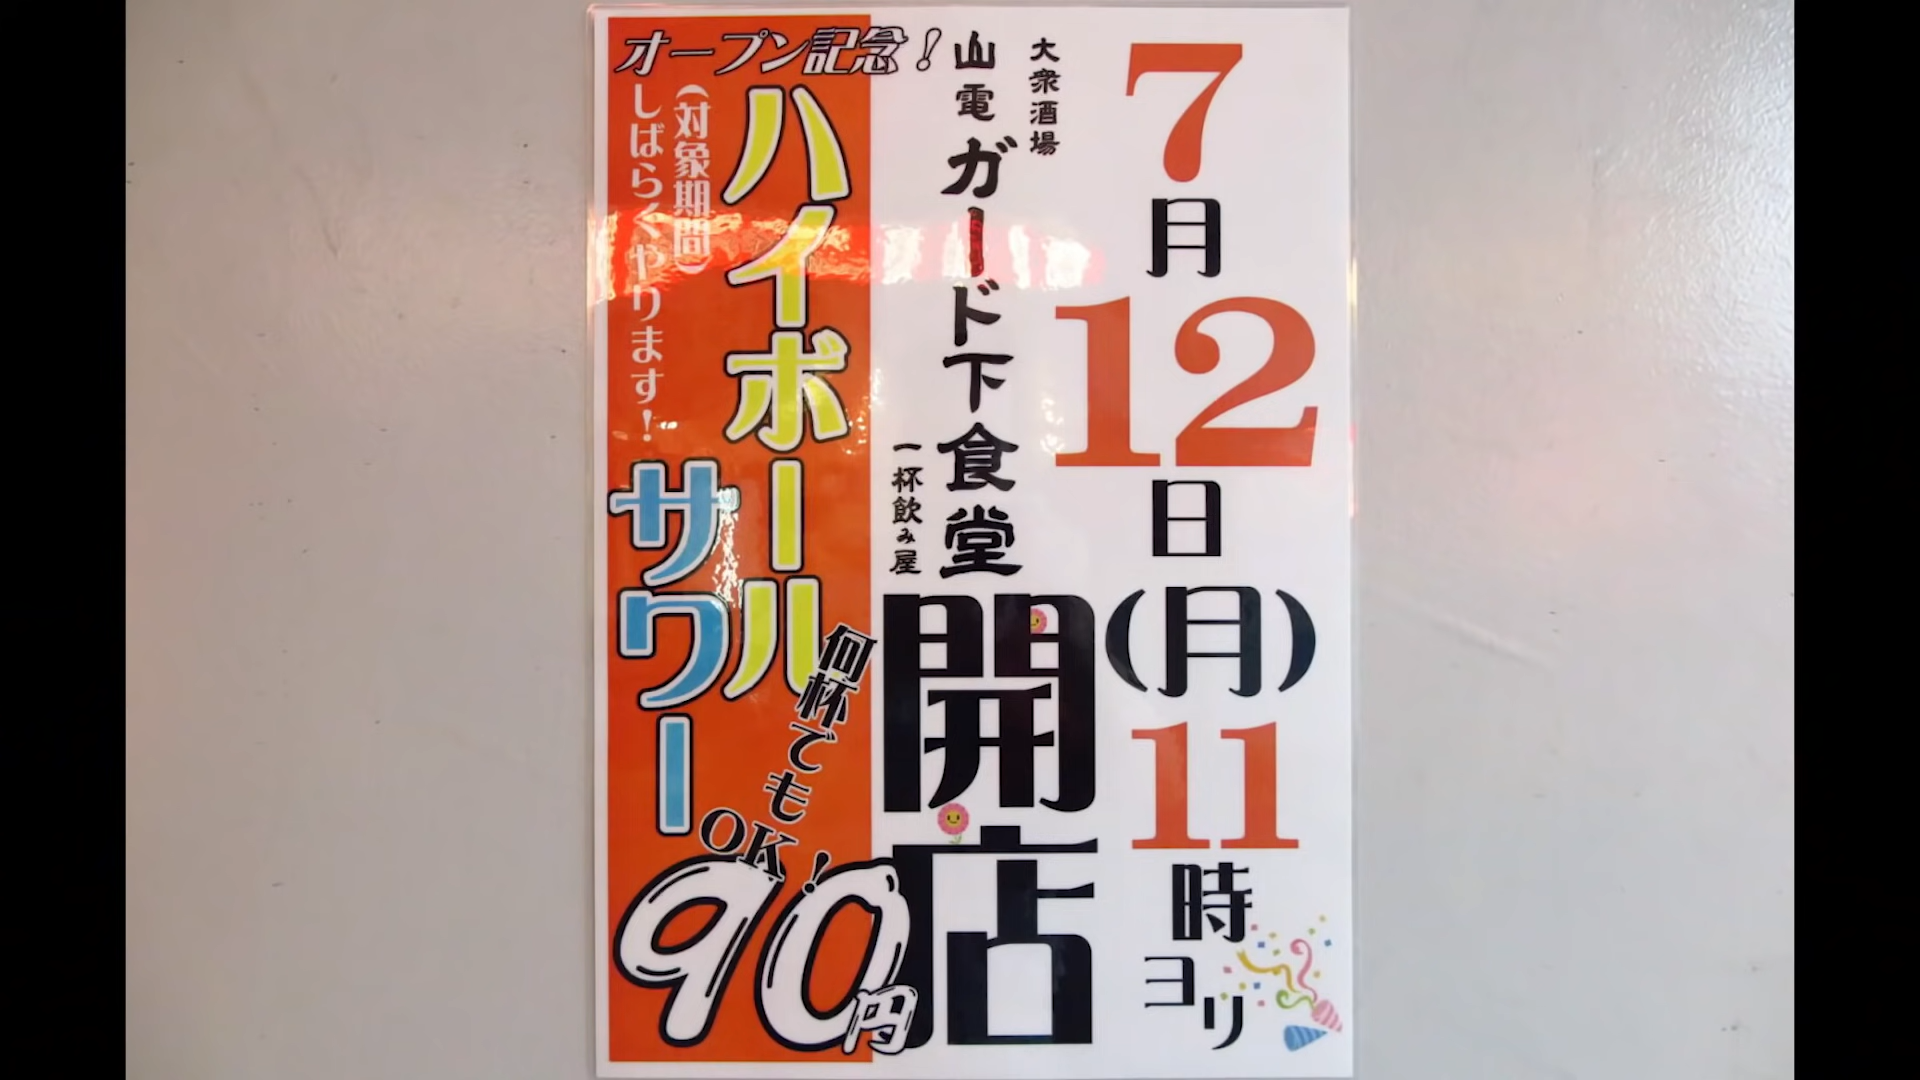 7月12日(月)11時ヨリ
大衆酒場
山電ガード下食堂
一杯飲み屋
開店
オープン記念!
ハイボール
サワー
(対象期間)
しばらくやります!
何杯でもOK!
90円